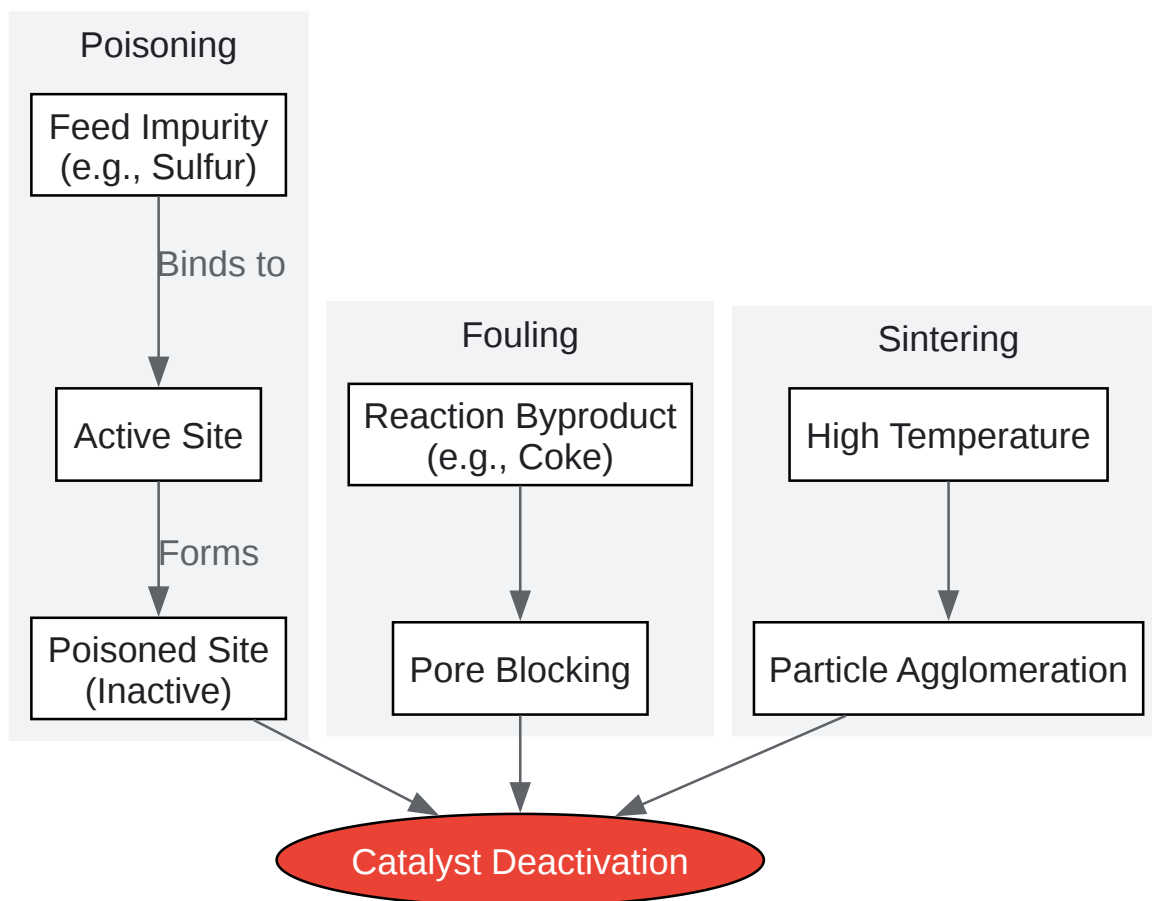 Poisoning
Feed Impurity
(e.g., Sulfur)
Binds to
Active Site
Forms
Poisoned Site
(Inactive)
Fouling
Reaction Byproduct
(e.g., Coke)
Pore Blocking
Sintering
High Temperature
Particle Agglomeration
Catalyst Deactivation